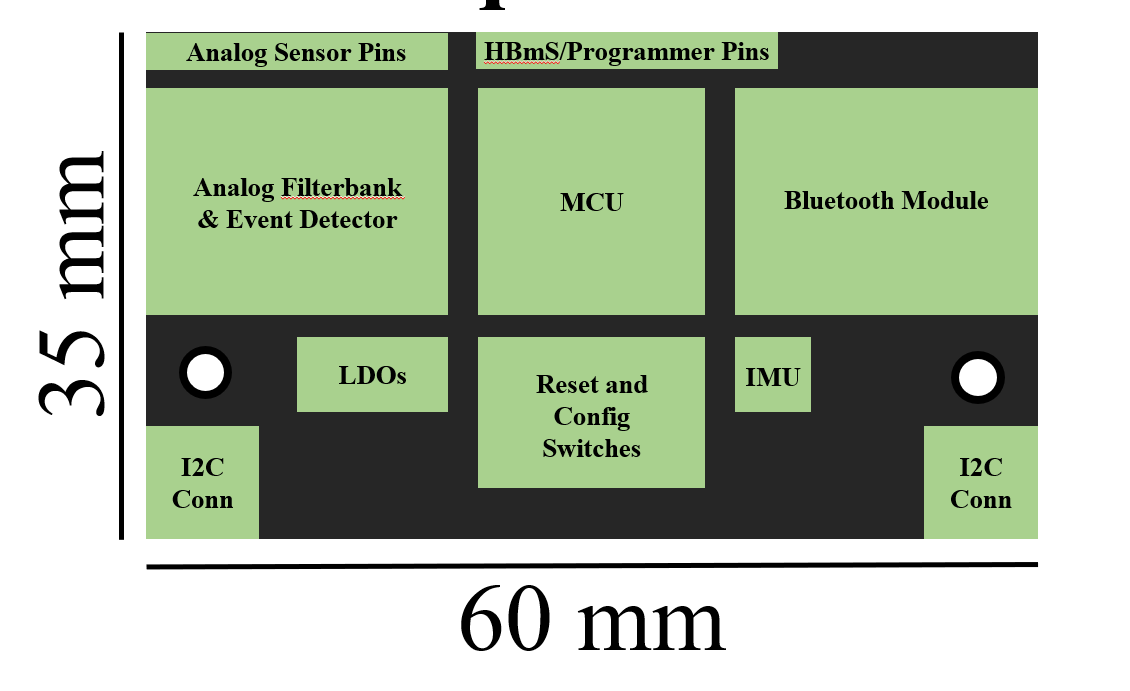 Analog Sensor Pins
HBmS/Programmer Pins
Analog Filterbank
& Event Detector
MCU
Bluetooth Module
35 mm
LDOs
Reset and
Config
Switches
IMU
I2C
Conn
I2C
Conn
60 mm